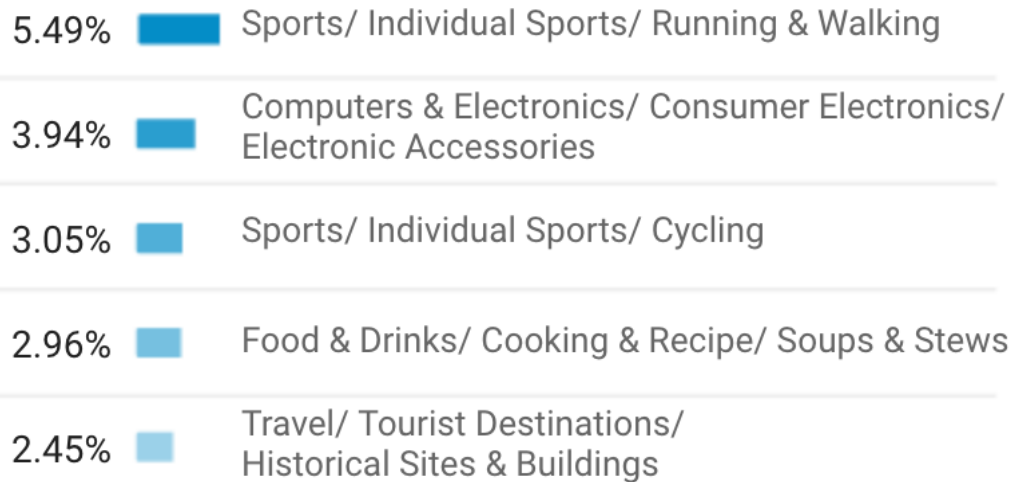 5.49% Sports/ Individual Sports/ Running & Walking
3.94% Computers & Electronics/ Consumer Electronics/
Electronic Accessories
3.05% Sports/ Individual Sports/ Cycling
2.96% Food & Drinks/ Cooking & Recipe/ Soups & Stews
2.45% Travel/ Tourist Destinations/
Historical Sites & Buildings